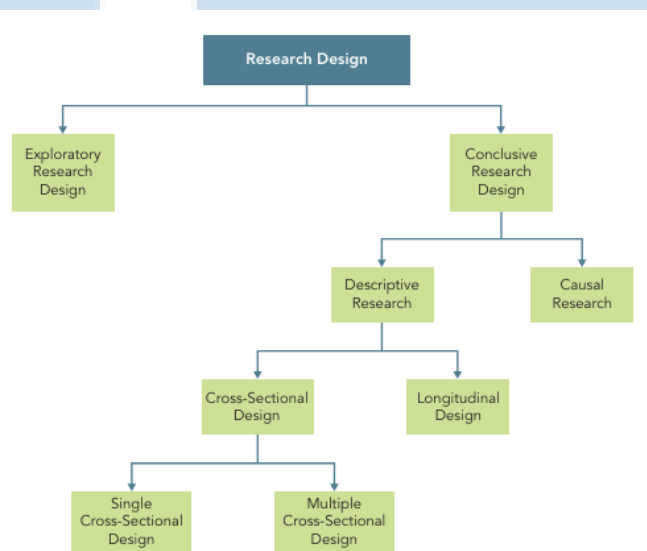 Research Design
Exploratory
Research
Design
Conclusive
Research
Design
Descriptive
Research
Causal
Research
Cross-Sectional
Design
Longitudinal
Design
Single
Cross-Sectional
Design
Multiple
Cross-Sectional
Design